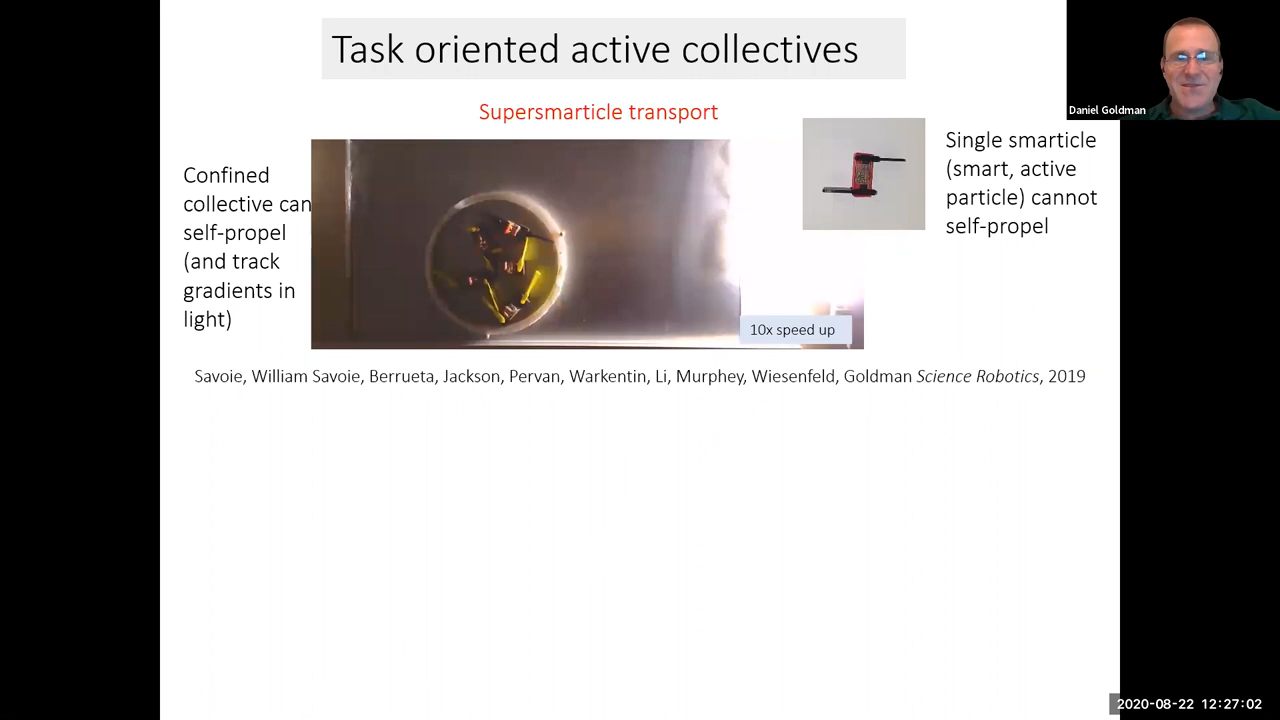 Task oriented active collectives
Daniel Goldman
Supersmarticle transport
Confined
collective can
self-propel
(and track
gradients in
light)
Single smarticle
(smart, active
particle) cannot
self-propel
10x speed up
Savoie, William Savoie, Berrueta, Jackson, Pervan, Warkentin, Li, Murphey, Wiesenfeld, Goldman Science Robotics, 2019
2020-08-22 12:27:02